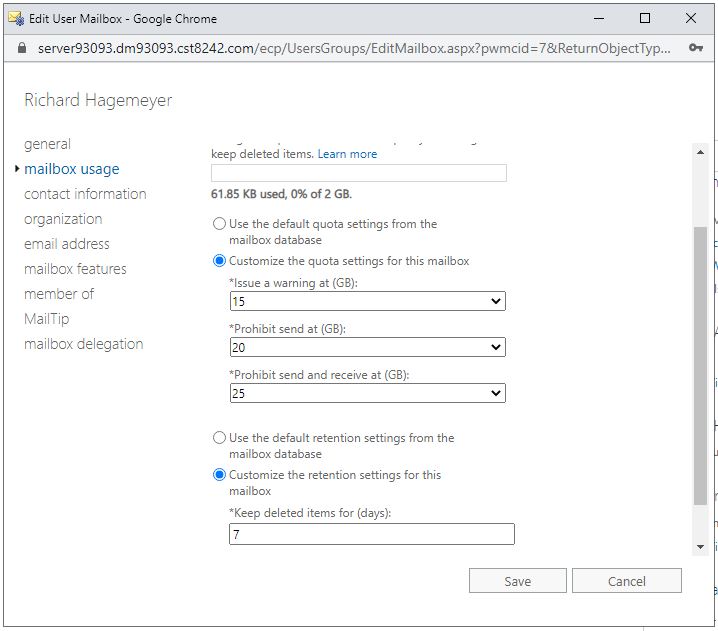 Edit User Mailbox - Google Chrome
server93093.dm93093.cst8242.com/ecp/UsersGroups/EditMailbox.aspx?pwmcid=7&ReturnObjectTyp...
Richard Hagemeyer
general
mailbox usage
contact information
organization
email address
mailbox features
member of
MailTip
mailbox delegation
keep deleted items. Learn more
61.85 KB used, 0% of 2 GB.
Use the default quota settings from the
mailbox database
Customize the quota settings for this mailbox
*Issue a warning at (GB):
15
*Prohibit send at (GB):
20
*Prohibit send and receive at (GB):
25
Use the default retention settings from the
mailbox database
Customize the retention settings for this
mailbox
*Keep deleted items for (days):
7
Save
Cancel